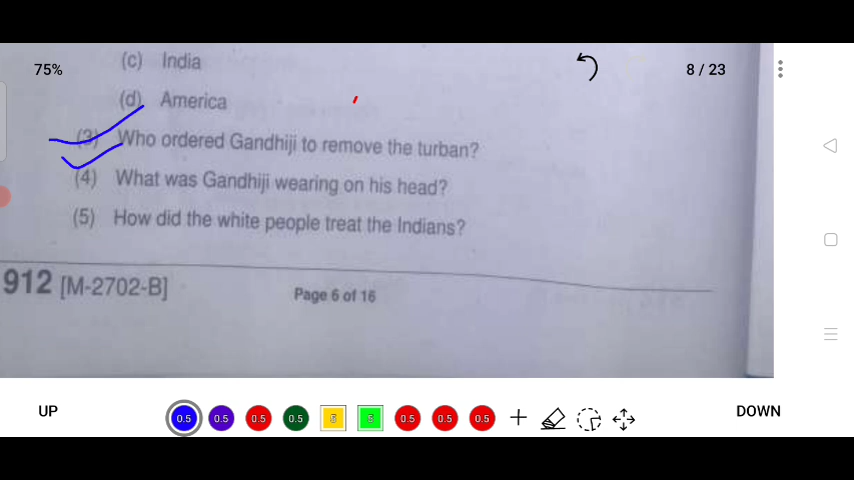 75%
(c) India
8 / 23
(d) America
(3) Who ordered Gandhiji to remove the turban?
(4) What was Gandhiji wearing on his head?
(5) How did the white people treat the Indians?
912 [M-2702-B]
Page 6 of 16
UP
0.5 0.5 0.5 0.5 5 5 0.5 0.5 0.5
DOWN